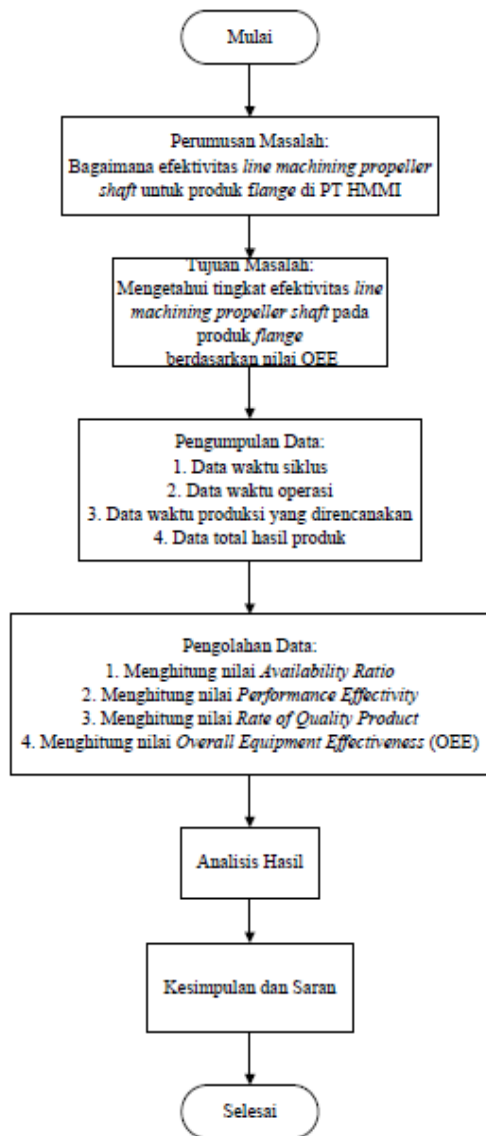 Mulai
Perumusan Masalah:
Bagaimana efektivitas line machining propeller
shaft untuk produk flange di PT HMMI
Tujuan Masalah:
Mengetahui tingkat efektivitas line
machining propeller shaft pada
produk flange
berdasarkan nilai OEE
Pengumpulan Data:
1. Data waktu siklus
2. Data waktu operasi
3. Data waktu produksi yang direncanakan
4. Data total hasil produk
Pengolahan Data:
1. Menghitung nilai Availability Ratio
2. Menghitung nilai Performance Effectivity
3. Menghitung nilai Rate of Quality Product
4. Menghitung nilai Overall Equipment Effectiveness (OEE)
Analisis Hasil
Kesimpulan dan Saran
Selesai